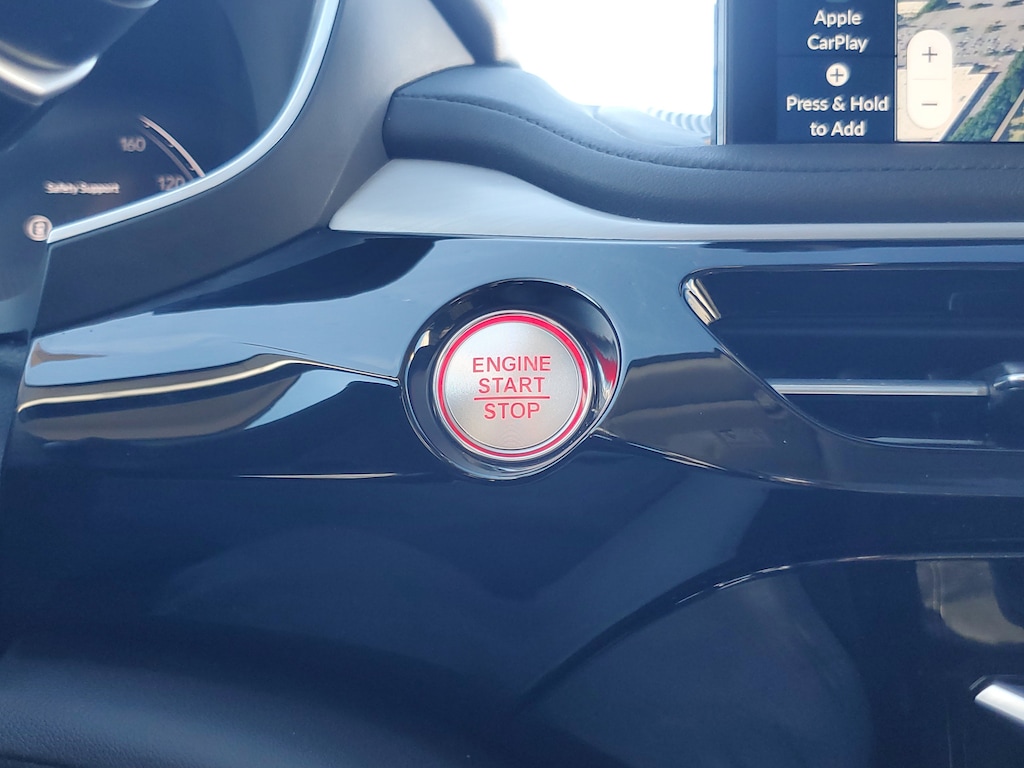 Apple
CarPlay
+
Press & Hold
to Add
+
−
160
120
Safety Support
ENGINE
START
STOP